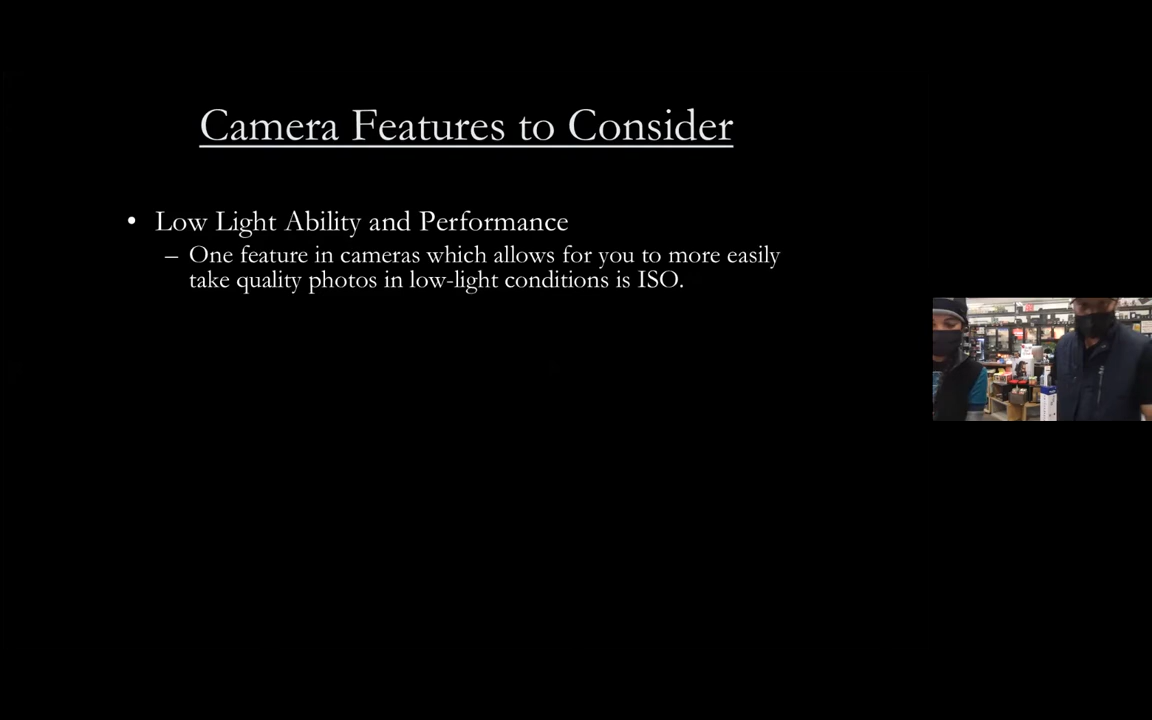 Camera Features to Consider
• Low Light Ability and Performance
– One feature in cameras which allows for you to more easily
take quality photos in low-light conditions is ISO.